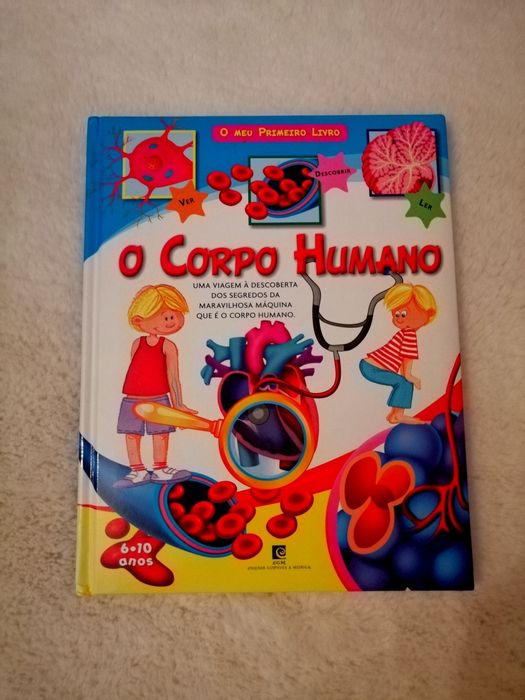 O MEU PRIMEIRO LIVRO
VER
DESCOBRIR
LER
O CORPO HUMANO
UMA VIAGEM À DESCOBERTA
DOS SEGREDOS DA
MARAVILHOSA MÁQUINA
QUE É O CORPO HUMANO.
6•10
anos
EGM